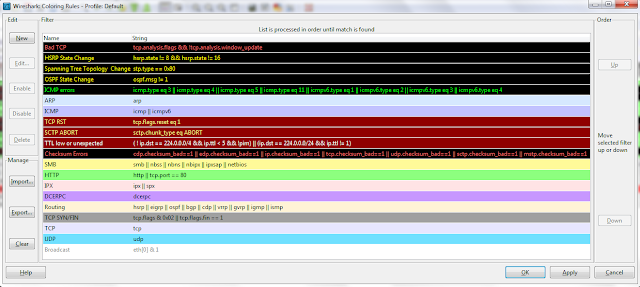 Wireshark: Coloring Rules - Profile: Default
Edit
Filter
Order
List is processed in order until match is found
New
Edit...
Enable
Disable
Delete
Manage
Import...
Export...
Clear
Name String
Bad TCP tcp.analysis.flags && !tcp.analysis.window_update
HSRP State Change hsrp.state != 8 && hsrp.state != 16
Spanning Tree Topology Change stp.type == 0x80
OSPF State Change ospf.msg != 1
ICMP errors icmp.type eq 3 || icmp.type eq 4 || icmp.type eq 5 || icmp.type eq 11 || icmpv6.type eq 1 || icmpv6.type eq 2 || icmpv6.type eq 3 || icmpv6.type eq 4
ARP arp
ICMP icmp || icmpv6
TCP RST tcp.flags.reset eq 1
SCTP ABORT sctp.chunk_type eq ABORT
TTL low or unexpected ( ! ip.dst == 224.0.0.0/4 && ip.ttl < 5 && !pim) || (ip.dst == 224.0.0.0/24 && ip.ttl != 1)
Checksum Errors cdp.checksum_bad==1 || edp.checksum_bad==1 || ip.checksum_bad==1 || tcp.checksum_bad==1 || udp.checksum_bad==1 || sctp.checksum_bad==1 || mstp.checksum_bad==1
SMB smb || nbss || nbns || nbipx || ipxsap || netbios
HTTP http || tcp.port == 80
IPX ipx || spx
DCERPC dcerpc
Routing hsrp || eigrp || ospf || bgp || cdp || vrrp || gvrp || igmp || ismp
TCP SYN/FIN tcp.flags & 0x02 || tcp.flags.fin == 1
TCP tcp
UDP udp
Broadcast eth[0] & 1
Up
Move
selected filter
up or down
Down
Help
OK
Apply
Cancel